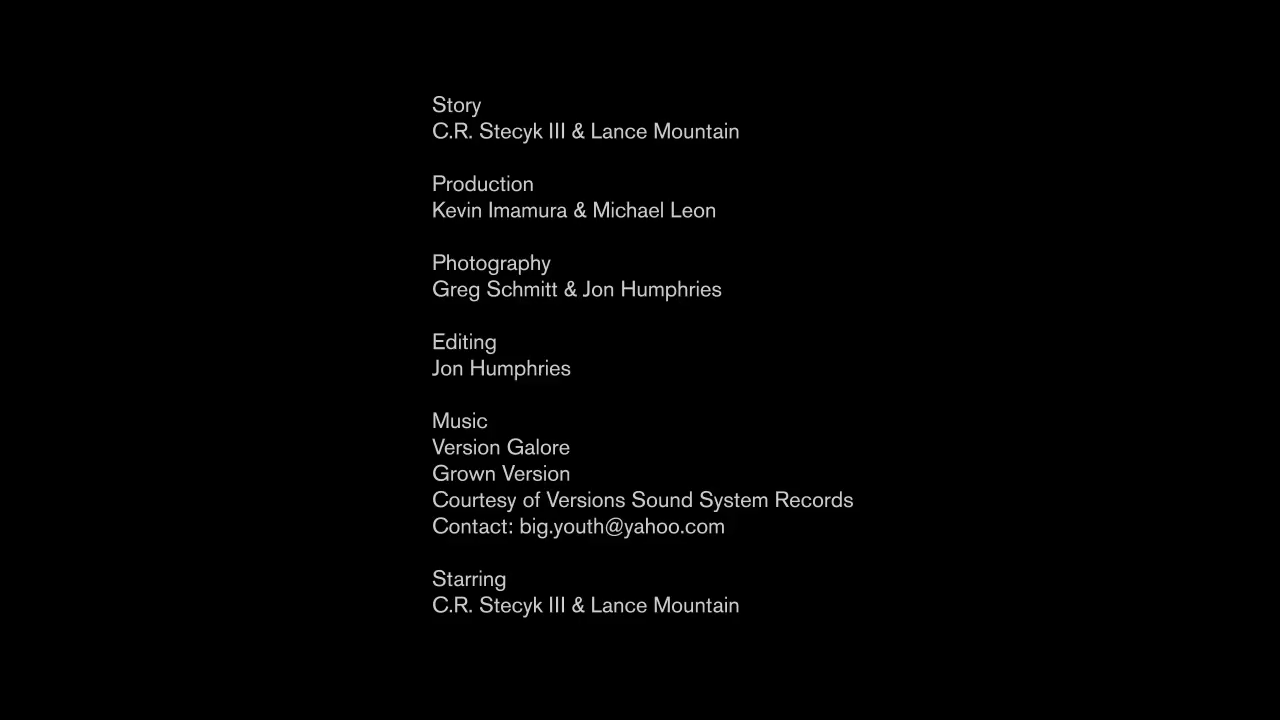 Story
C.R. Stecyk III & Lance Mountain
Production
Kevin Imamura & Michael Leon
Photography
Greg Schmitt & Jon Humphries
Editing
Jon Humphries
Music
Version Galore
Grown Version
Courtesy of Versions Sound System Records
Contact: big.youth@yahoo.com
Starring
C.R. Stecyk III & Lance Mountain